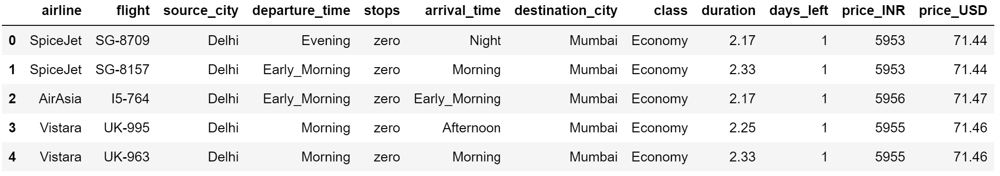 airline flight source_city departure_time stops arrival_time destination_city class duration days_left price_INR price_USD
0 SpiceJet SG-8709 Delhi Evening zero Night Mumbai Economy 2.17 1 5953 71.44
1 SpiceJet SG-8157 Delhi Early_Morning zero Morning Mumbai Economy 2.33 1 5953 71.44
2 AirAsia I5-764 Delhi Early_Morning zero Early_Morning Mumbai Economy 2.17 1 5956 71.47
3 Vistara UK-995 Delhi Morning zero Afternoon Mumbai Economy 2.25 1 5955 71.46
4 Vistara UK-963 Delhi Morning zero Morning Mumbai Economy 2.33 1 5955 71.46